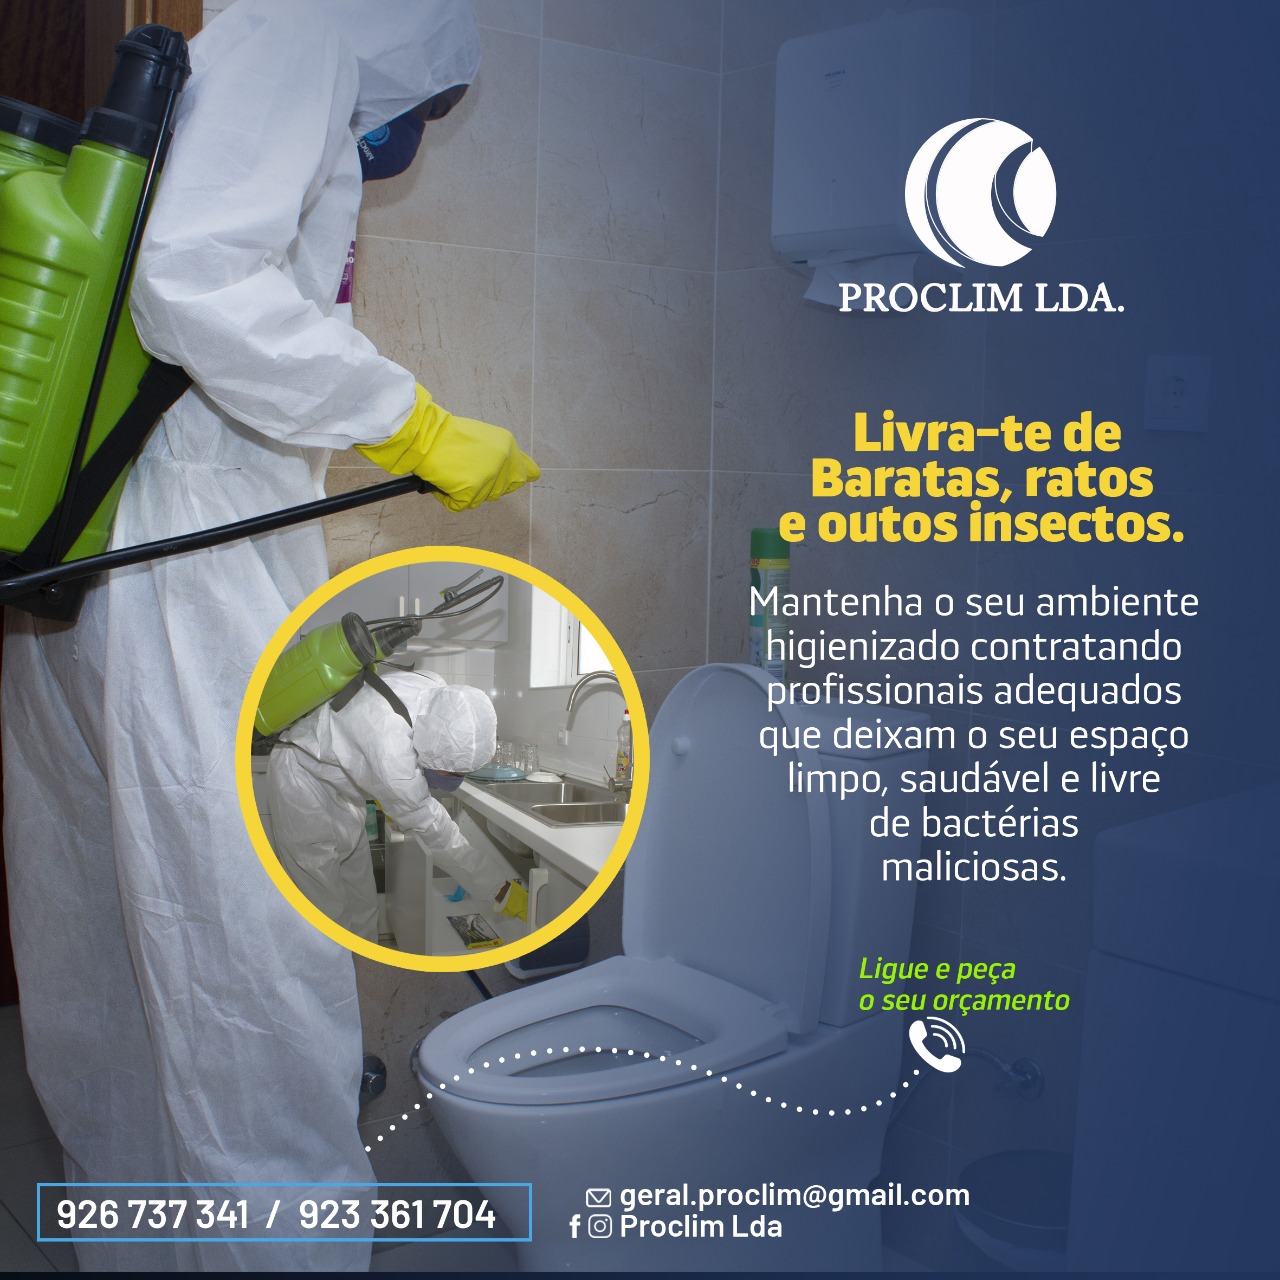 PROCLIM LDA.
Livra-te de
Baratas, ratos
e outos insectos.
Mantenha o seu ambiente
higienizado contratando
profissionais adequados
que deixam o seu espaço
limpo, saudável e livre
de bactérias
maliciosas.
Ligue e peça
o seu orçamento
926 737 341 / 923 361 704
geral.proclim@gmail.com
Proclim Lda